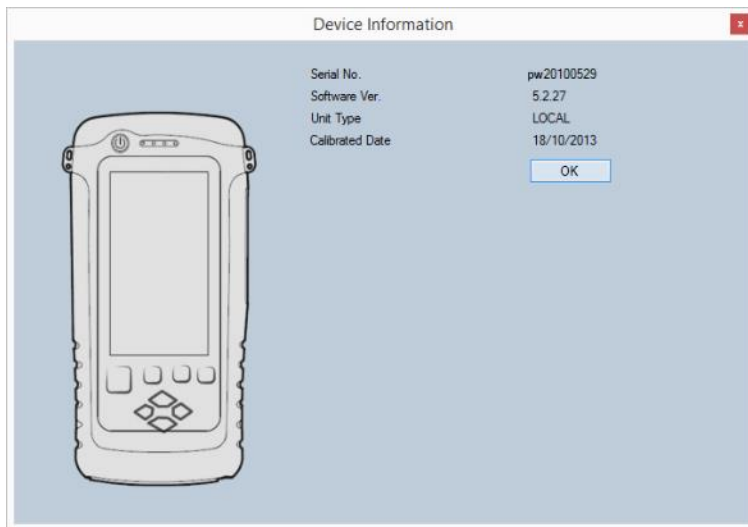 Device Information
x
Serial No. pw20100529
Software Ver. 5.2.27
Unit Type LOCAL
Calibrated Date 18/10/2013
OK